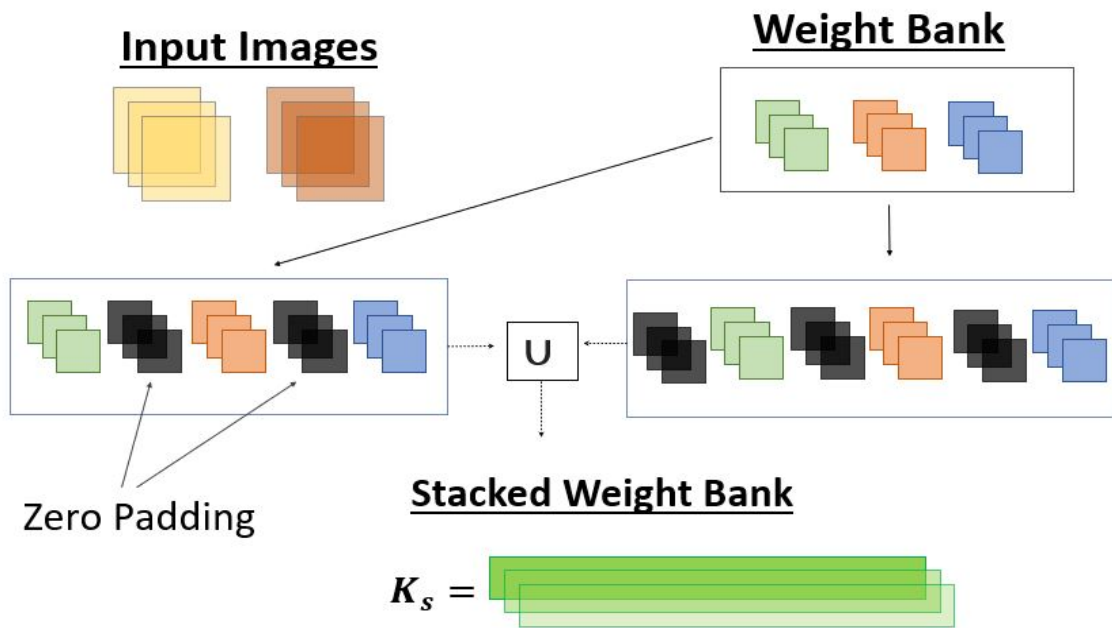 Input Images
Weight Bank
∪
Zero Padding
Stacked Weight Bank
K_s =